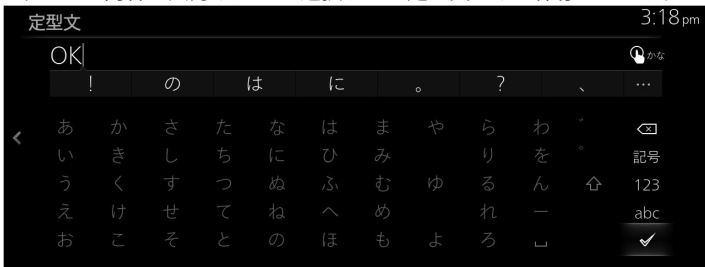 定型文 3:18 pm
OK かな
! の は に 。 ? 、 …
あ か さ た な は ま や ら わ ゛
い き し ち に ひ み り を ゜ 記号
う く す つ ぬ ふ む ゆ る ん 123
え け せ て ね へ め れ ー abc
お こ そ と の ほ も よ ろ